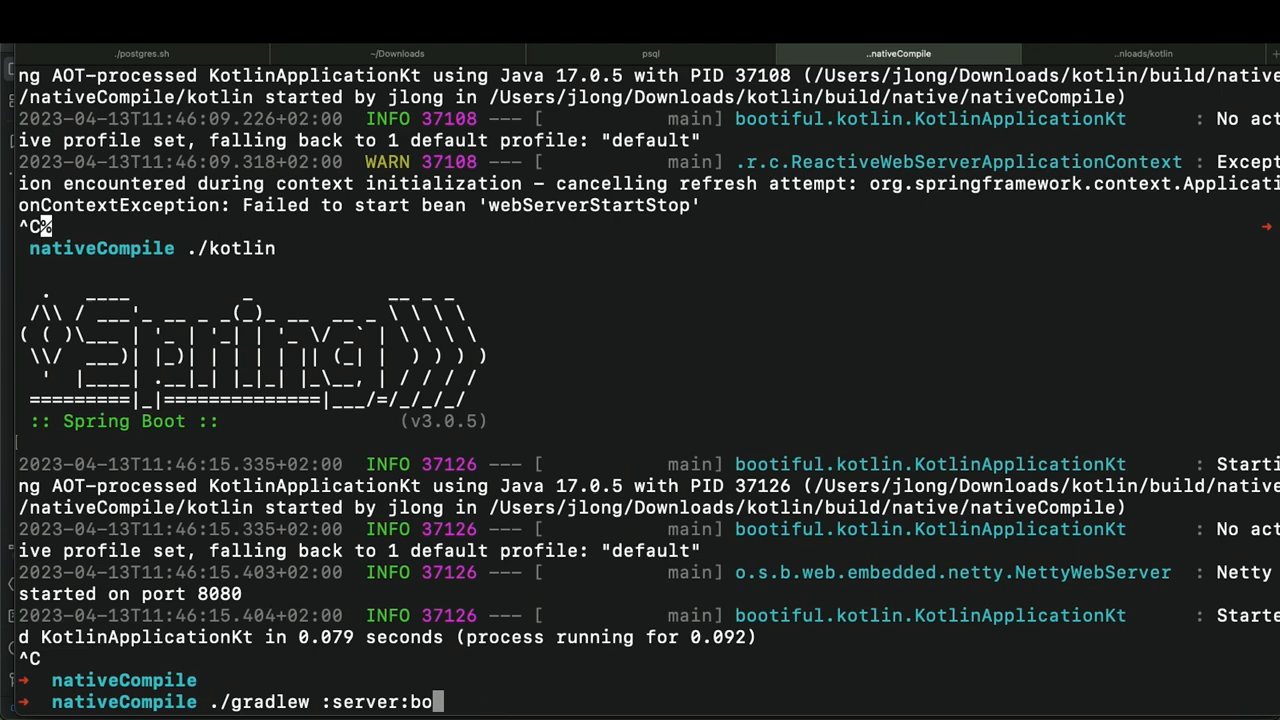 ./postgres.sh ~/Downloads psql ..nativeCompile ..nloads/kotlin
ng AOT-processed KotlinApplicationKt using Java 17.0.5 with PID 37108 (/Users/jlong/Downloads/kotlin/build/native
/nativeCompile/kotlin started by jlong in /Users/jlong/Downloads/kotlin/build/native/nativeCompile)
2023-04-13T11:46:09.226+02:00  INFO 37108 --- [           main] bootiful.kotlin.KotlinApplicationKt      : No act
ive profile set, falling back to 1 default profile: "default"
2023-04-13T11:46:09.318+02:00  WARN 37108 --- [           main] .r.c.ReactiveWebServerApplicationContext : Except
ion encountered during context initialization - cancelling refresh attempt: org.springframework.context.Applicati
onContextException: Failed to start bean 'webServerStartStop'
^C%
➜
nativeCompile ./kotlin
:: Spring Boot ::                (v3.0.5)
2023-04-13T11:46:15.335+02:00  INFO 37126 --- [           main] bootiful.kotlin.KotlinApplicationKt      : Starti
ng AOT-processed KotlinApplicationKt using Java 17.0.5 with PID 37126 (/Users/jlong/Downloads/kotlin/build/native
/nativeCompile/kotlin started by jlong in /Users/jlong/Downloads/kotlin/build/native/nativeCompile)
2023-04-13T11:46:15.335+02:00  INFO 37126 --- [           main] bootiful.kotlin.KotlinApplicationKt      : No act
ive profile set, falling back to 1 default profile: "default"
2023-04-13T11:46:15.403+02:00  INFO 37126 --- [           main] o.s.b.web.embedded.netty.NettyWebServer  : Netty
started on port 8080
2023-04-13T11:46:15.404+02:00  INFO 37126 --- [           main] bootiful.kotlin.KotlinApplicationKt      : Starte
d KotlinApplicationKt in 0.079 seconds (process running for 0.092)
^C
➜  nativeCompile
➜  nativeCompile ./gradlew :server:bo